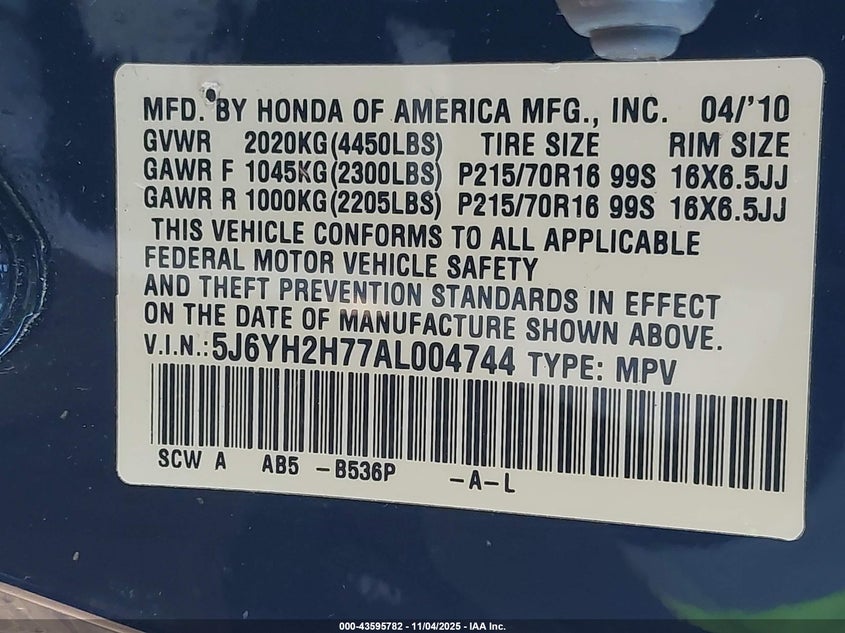 MFD. BY HONDA OF AMERICA MFG., INC. 04/'10
GVWR 2020KG(4450LBS) TIRE SIZE RIM SIZE
GAWR F 1045KG(2300LBS) P215/70R16 99S 16X6.5JJ
GAWR R 1000KG(2205LBS) P215/70R16 99S 16X6.5JJ
THIS VEHICLE CONFORMS TO ALL APPLICABLE
FEDERAL MOTOR VEHICLE SAFETY
AND THEFT PREVENTION STANDARDS IN EFFECT
ON THE DATE OF MANUFACTURE SHOWN ABOVE.
V.I.N.: 5J6YH2H77AL004744 TYPE: MPV
SCW A AB5 -B536P -A-L
000-43595782 - 11/04/2025 - IAA Inc.